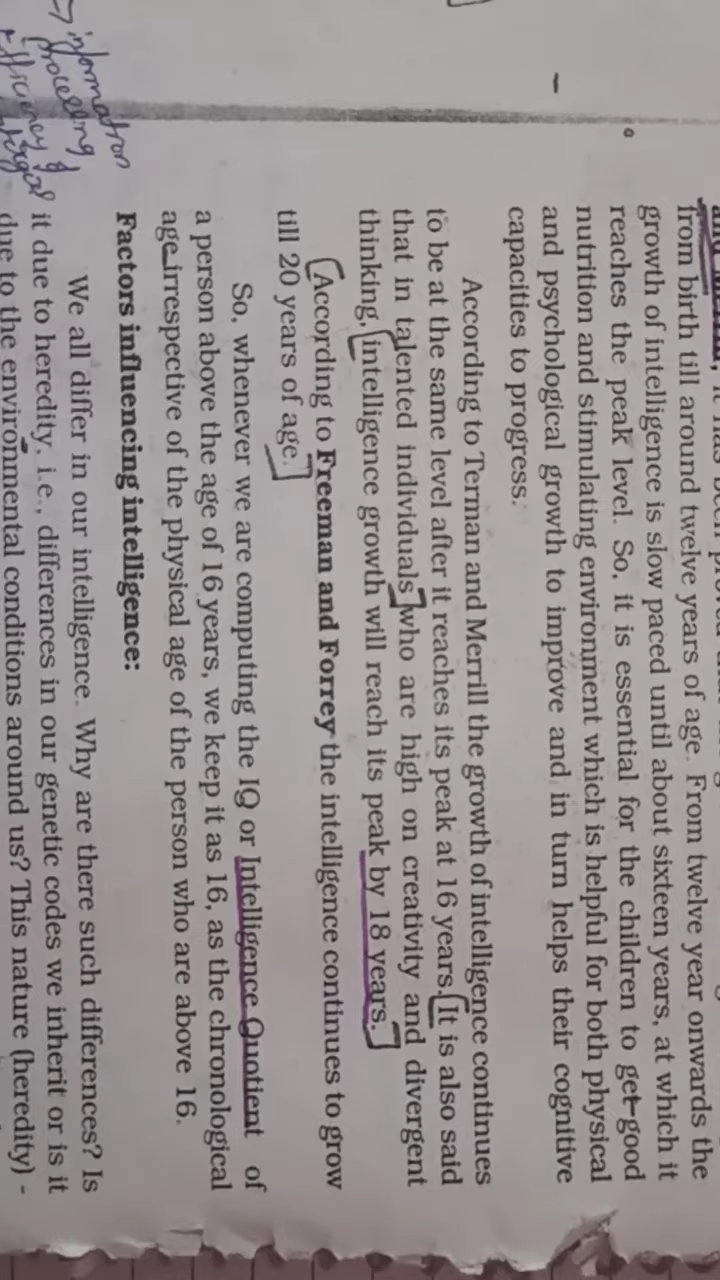 from birth till around twelve years of age. From twelve year onwards the
growth of intelligence is slow paced until about sixteen years, at which it
reaches the peak level. So, it is essential for the children to get good
nutrition and stimulating environment which is helpful for both physical
and psychological growth to improve and in turn helps their cognitive
capacities to progress.
According to Terman and Merrill the growth of intelligence continues
to be at the same level after it reaches its peak at 16 years. It is also said
that in talented individuals who are high on creativity and divergent
thinking, intelligence growth will reach its peak by 18 years.
According to Freeman and Forrey the intelligence continues to grow
till 20 years of age.
So, whenever we are computing the IQ or Intelligence Quotient of
a person above the age of 16 years, we keep it as 16, as the chronological
age irrespective of the physical age of the person who are above 16.
Factors influencing intelligence:
We all differ in our intelligence. Why are there such differences? Is
it due to heredity, i.e., differences in our genetic codes we inherit or is it
due to the environmental conditions around us? This nature (heredity) -
→ information
processing
efficiency &